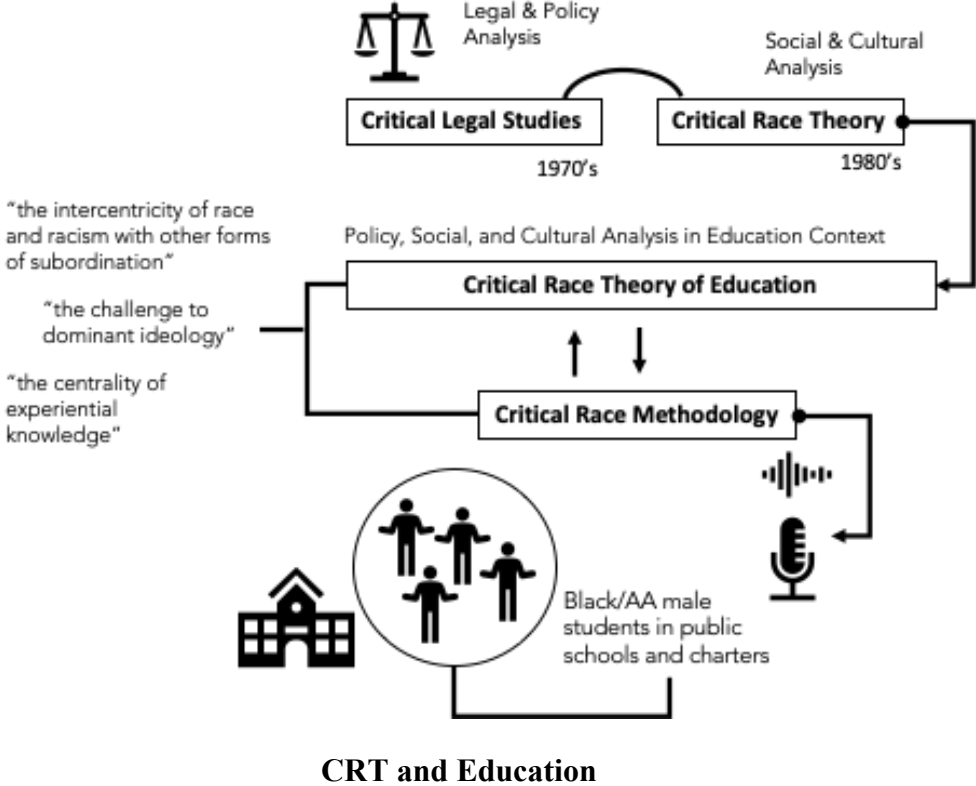 Legal & Policy
Analysis
Social & Cultural
Analysis
Critical Legal Studies
Critical Race Theory
1970's
1980's
"the intercentricity of race
and racism with other forms
of subordination"
Policy, Social, and Cultural Analysis in Education Context
Critical Race Theory of Education
"the challenge to
dominant ideology"
"the centrality of
experiential
knowledge"
Critical Race Methodology
Black/AA male
students in public
schools and charters
CRT and Education